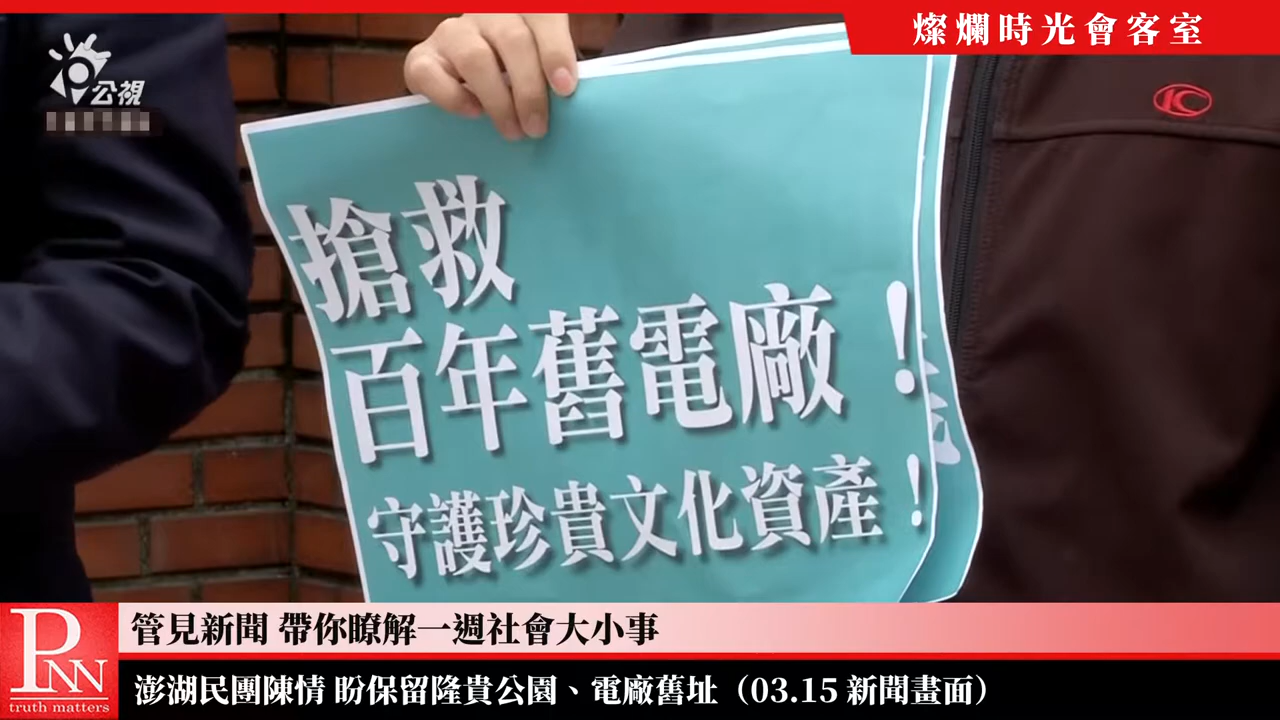 燦爛時光會客室
公視
搶救
百年舊電廠！
守護珍貴文化資產！
PNN
truth matters
管見新聞 帶你瞭解一週社會大小事
澎湖民團陳情 盼保留隆貴公園、電廠舊址（03.15新聞畫面）